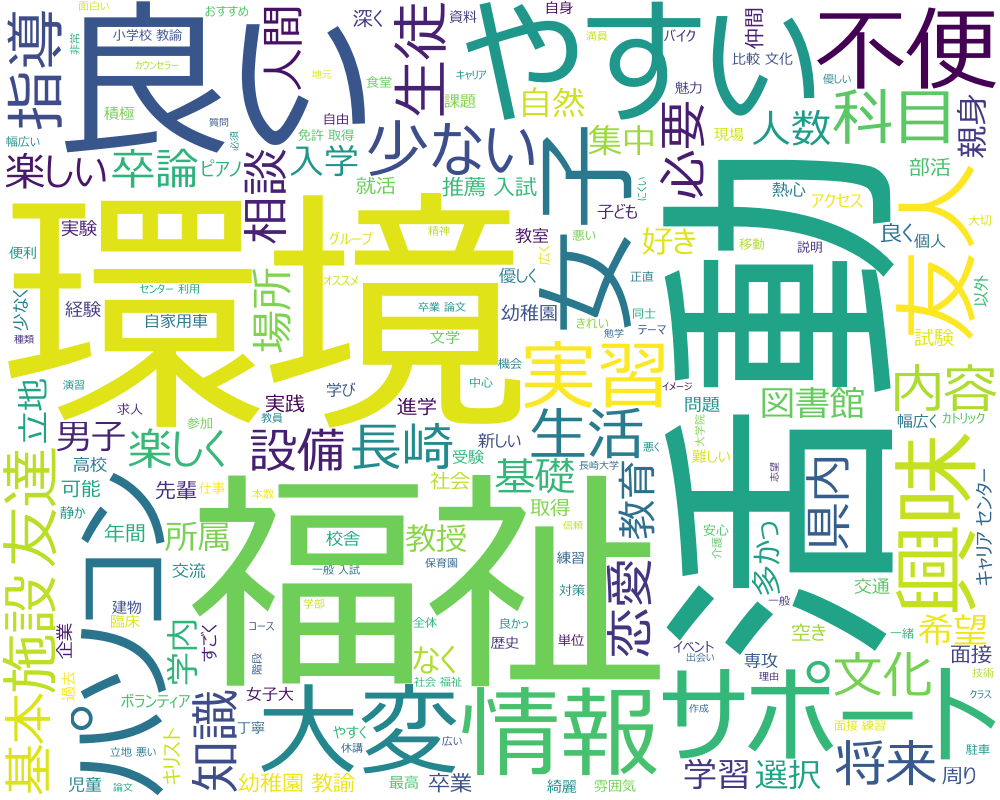 おすすめ
自身
面白い
小学校 教諭
深く
資料
満員
バイク
仲間
不便
非常
カウンセラー
地元
食堂
キャリア
比較 文化
優しい
指導
良い
人間
生徒
やすい
積極
質問
自由
課題
自然
魅力
科目
幅広い
必須
免許 取得
集中
必要
現場
人数
親身
楽しい
卒論
ピアノ
入学
少ない
女子
部活
相談
就活
推薦 入試
子ども
いくつ
熱心
アクセス
友人
大切
環境
実験
グループ
精神
教室
悪い
広く
好き
移動
説明
良く
個人
便利
センター 利用
オススメ
優しく
正直
以外
少なく
経験
自家用車
場所
卒業 論文
幼稚園
きれい
同士
テーマ
活動
試験
種類
文学
機会
勉学
立地
演習
学び
中心
実習
イメージ
図書館
内容
求人
実践
進学
問題
幅広く
カトリック
男子
参加
教員
設備
長崎
新しい
生活
悪く
大学院
難しい
志望
県内
興味
楽しく
高校
受験
長崎大学
友達
可能
先輩
仕事
本数
社会
基礎
教育
静か
年間
所属
校舎
教授
取得
信頼
安心
介護
多かっ
キャリア センター
パソコン
福祉
一般 入試
保育園
練習
交流
対策
恋愛
一般
交通
施設
建物
臨床
学部
全体
良かっ
歴史
単位
空き
一緒
希望
企業
学内
すごく
コース
階段
なく
イベント
出会い
専攻
面接
過去
社会 福祉
理由
文化
技術
基本
ボランティア
知識
女子大
大変
情報
サポート
クラス
丁寧
やすく
作成
面接 練習
立地 悪い
キリスト
休講
広い
将来
駐車
児童
論文
幼稚園 教諭
最高
卒業
綺麗
雰囲気
学習
選択
周り